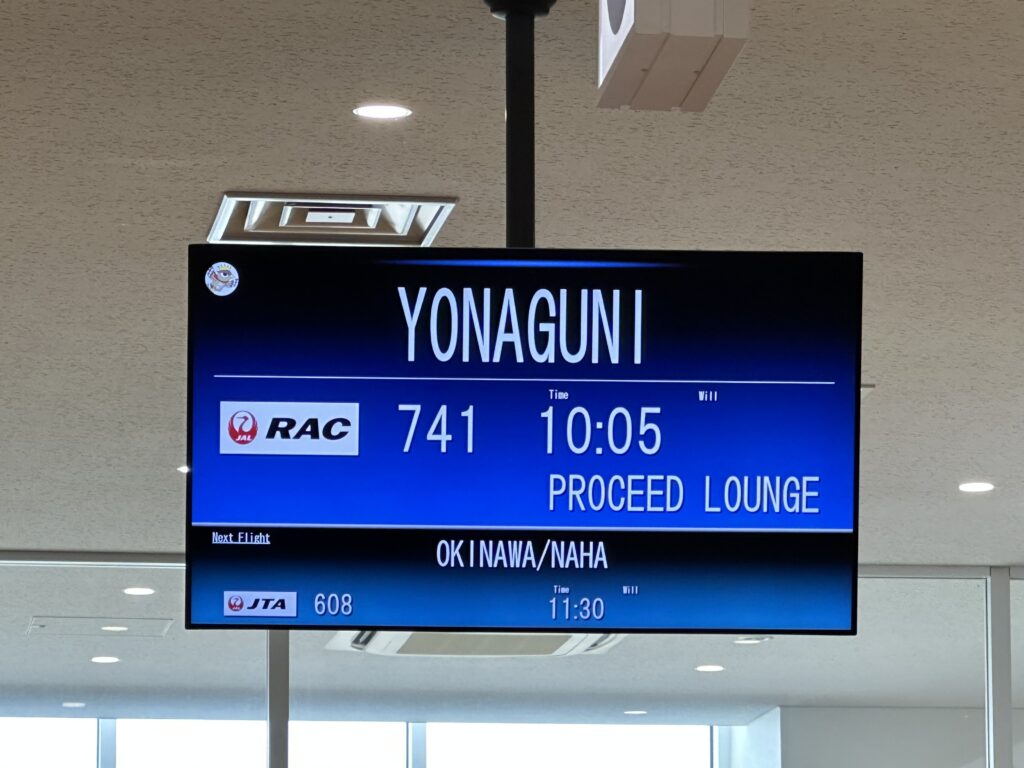 YONAGUNI
Time Will
JAL RAC 741 10:05
PROCEED LOUNGE
Next Flight
OKINAWA/NAHA
Time Will
JTA 608 11:30